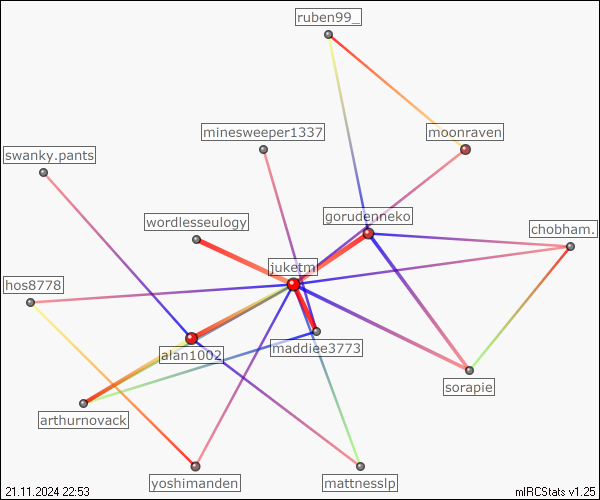 ruben99_
minesweeper1337
moonraven
swanky.pants
wordlesseulogy
gorudenneko
chobham.
juketm
hos8778
maddiee3773
alan1002
sorapie
arthurnovack
yoshimanden
mattnesslp
21.11.2024 22:53
mIRCStats v1.25